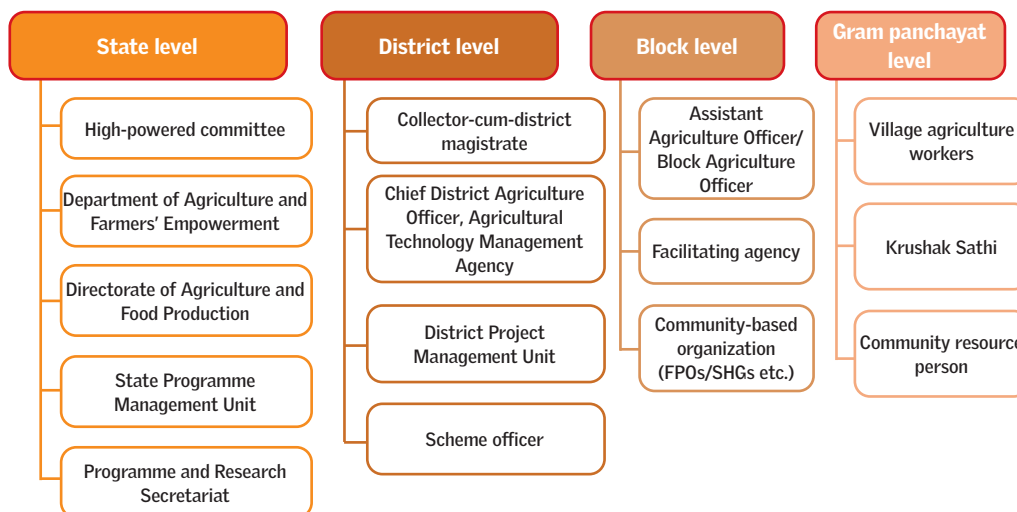 State level
High-powered committee
Department of Agriculture and
Farmers' Empowerment
Directorate of Agriculture and
Food Production
State Programme
Management Unit
Programme and Research
Secretariat
District level
Collector-cum-district
magistrate
Chief District Agriculture
Officer, Agricultural
Technology Management
Agency
District Project
Management Unit
Scheme officer
Block level
Assistant
Agriculture Officer/
Block Agriculture
Officer
Facilitating agency
Community-based
organization
(FPOs/SHGs etc.)
Gram panchayat
level
Village agriculture
workers
Krushak Sathi
Community resource
person